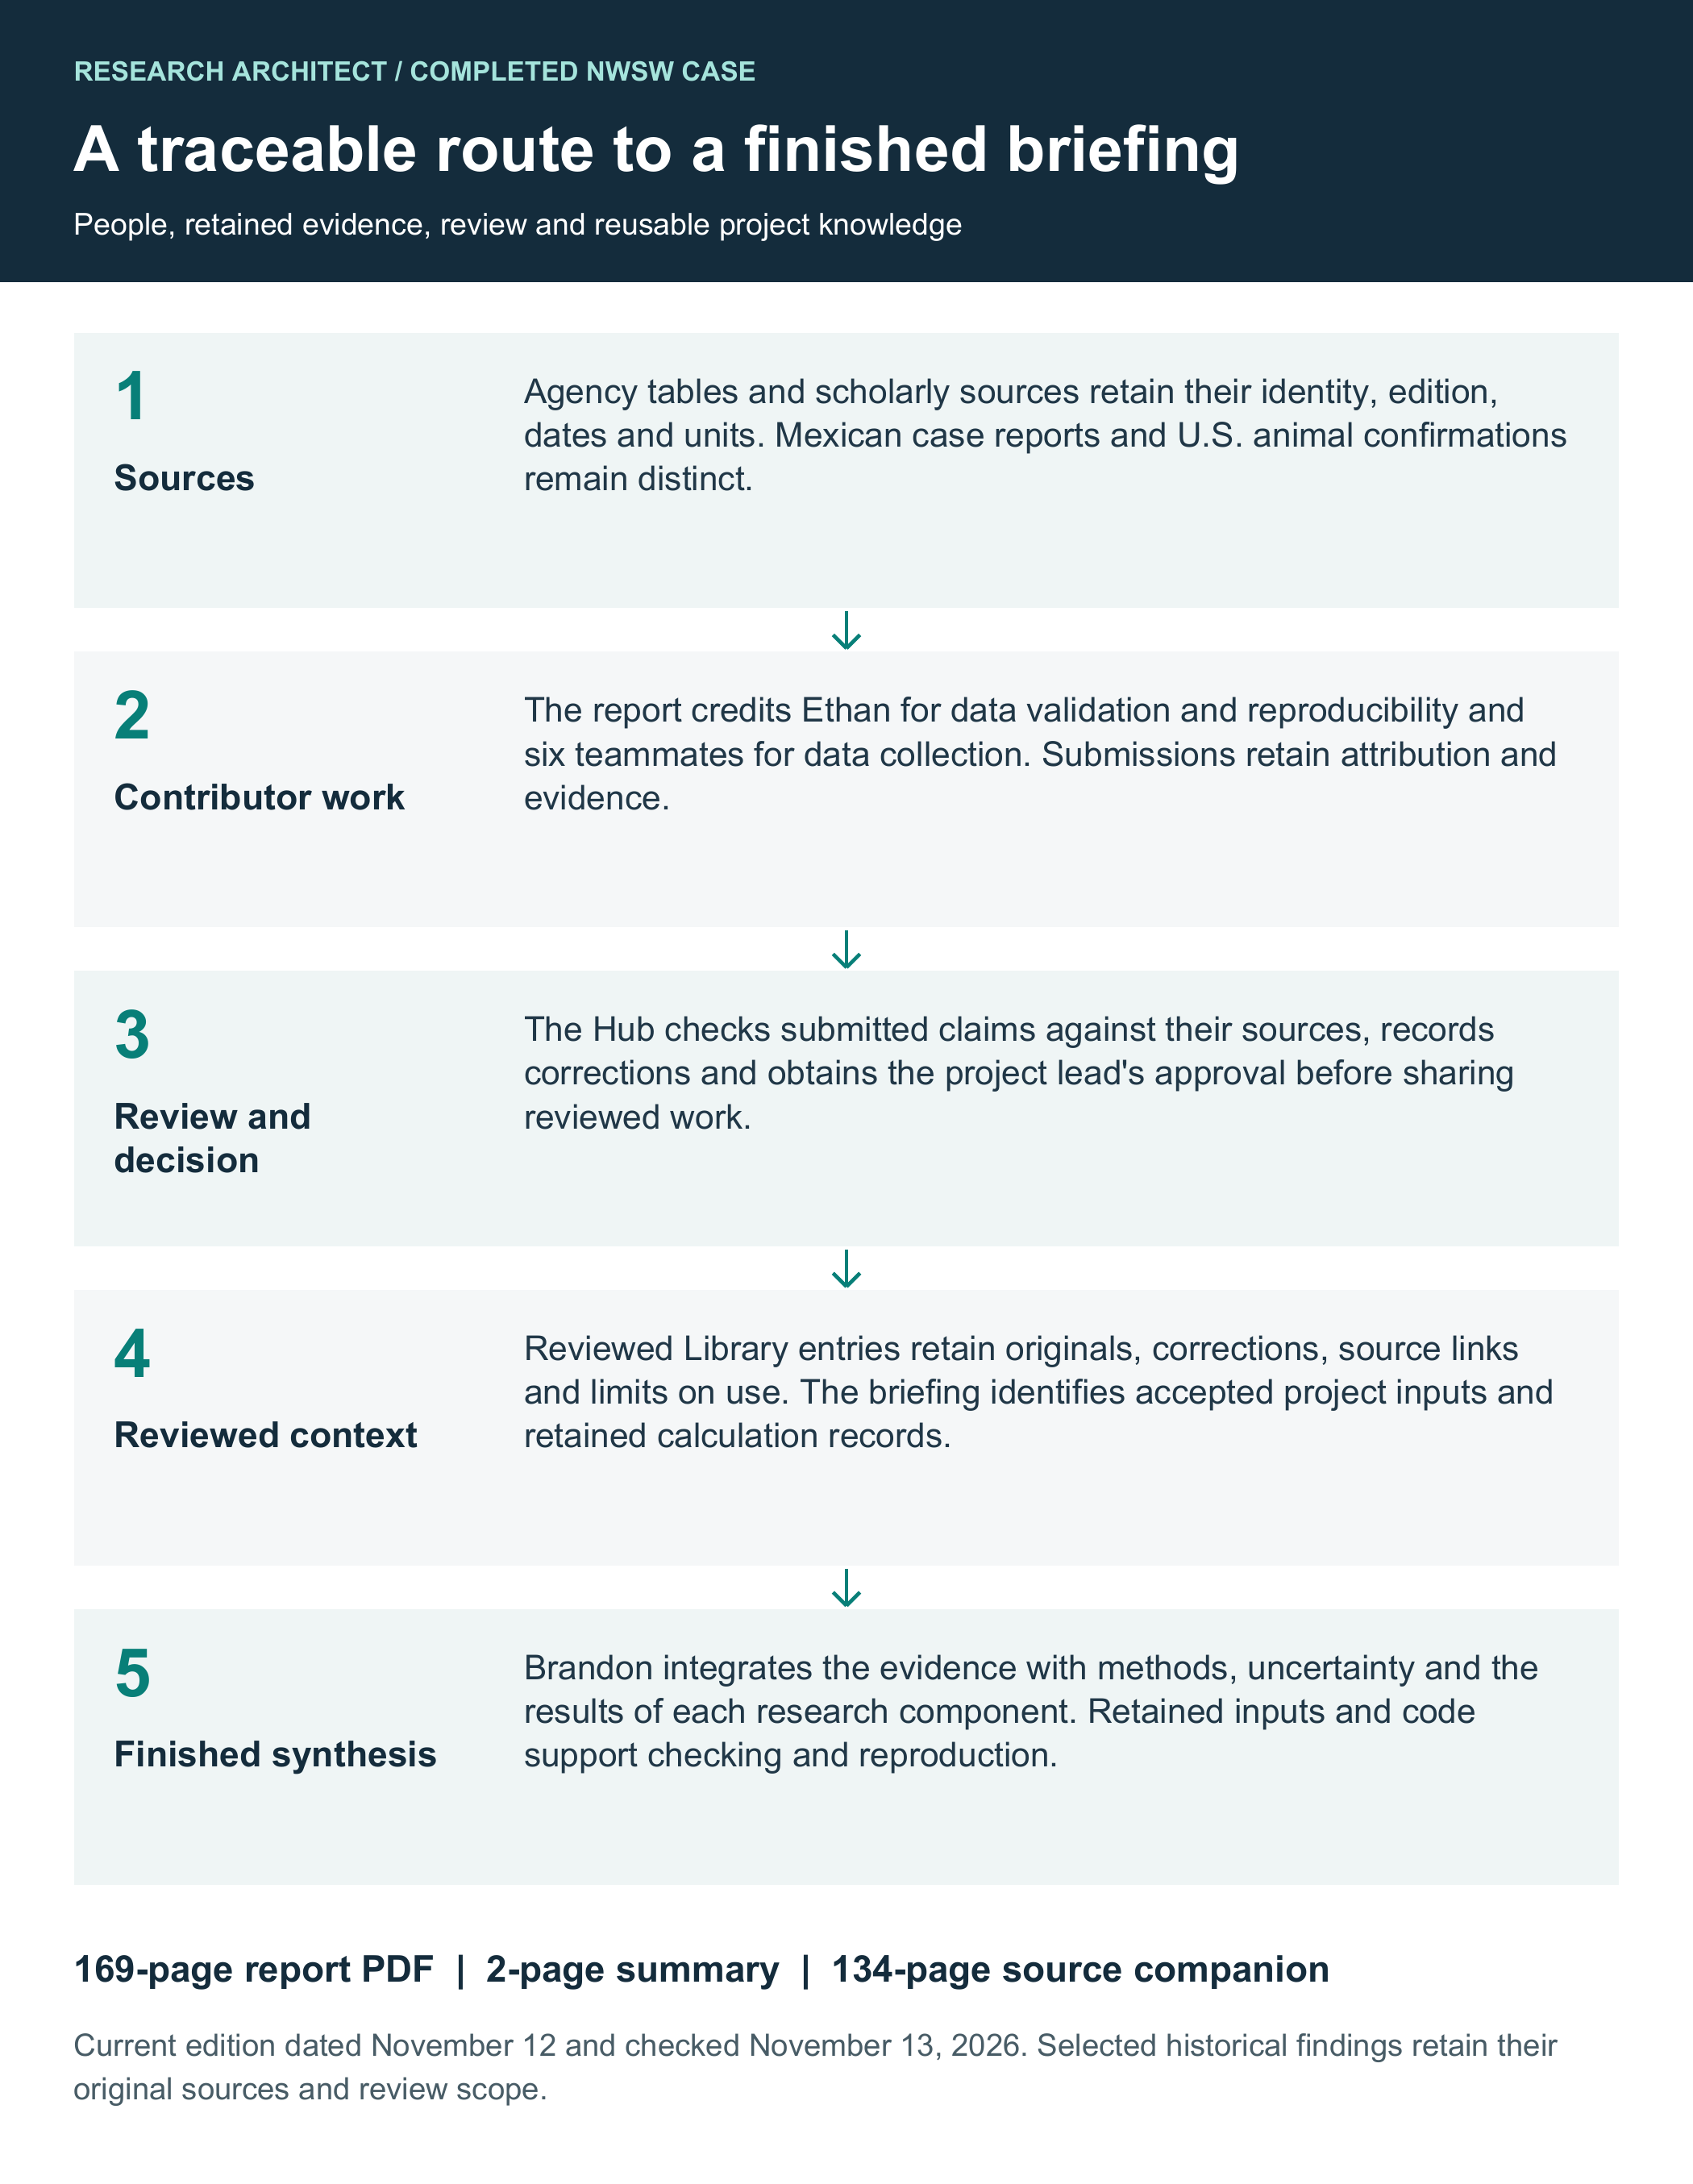 RESEARCH ARCHITECT / COMPLETED NWSW CASE
A traceable route to a finished briefing
People, retained evidence, review and reusable project knowledge
1
Sources
Agency tables and scholarly sources retain their identity, edition,
dates and units. Mexican case reports and U.S. animal confirmations
remain distinct.
2
Contributor work
The report credits Ethan for data validation and reproducibility and
six teammates for data collection. Submissions retain attribution and
evidence.
3
Review and
decision
The Hub checks submitted claims against their sources, records
corrections and obtains the project lead's approval before sharing
reviewed work.
4
Reviewed context
Reviewed Library entries retain originals, corrections, source links
and limits on use. The briefing identifies accepted project inputs and
retained calculation records.
5
Finished synthesis
Brandon integrates the evidence with methods, uncertainty and the
results of each research component. Retained inputs and code
support checking and reproduction.
169-page report PDF | 2-page summary | 134-page source companion
Current edition dated November 12 and checked November 13, 2026. Selected historical findings retain their
original sources and review scope.